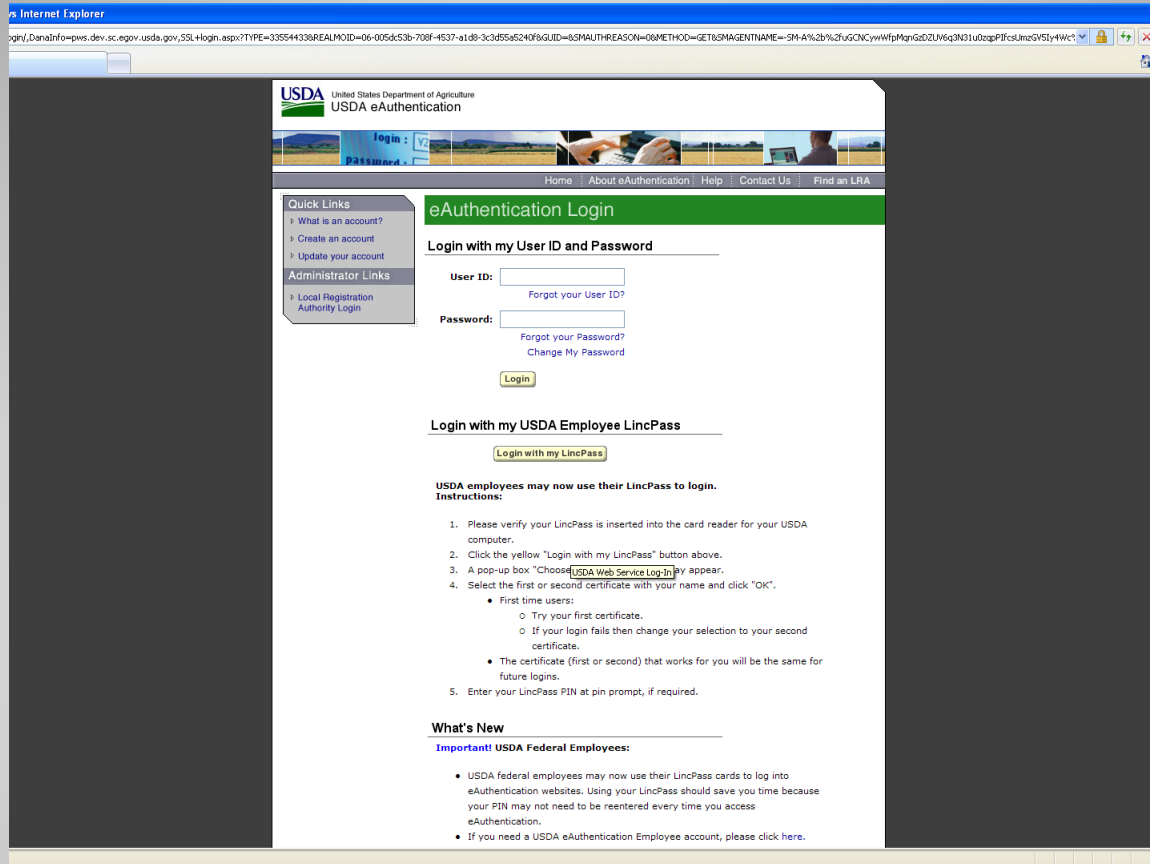 ws Internet Explorer
ogin/,DanaInfo=pws.dev.sc.egov.usda.gov,SSL+login.aspx?TYPE=33554433&REALMOID=06-005dc53b-708f-4537-a1d8-3c3d55a5240f&GUID=&SMAUTHREASON=0&METHOD=GET&SMAGENTNAME=-SM-A%2b%2fuGCNCywWfpMqnGzDZUV6q3N31u0zqpPIfcsUmzGV5Iy4Wc%
USDA United States Department of Agriculture
USDA eAuthentication
login :
password :
Home About eAuthentication Help Contact Us Find an LRA
Quick Links
What is an account?
Create an account
Update your account
Administrator Links
Local Registration
Authority Login
eAuthentication Login
Login with my User ID and Password
User ID:
Forgot your User ID?
Password:
Forgot your Password?
Change My Password
Login
Login with my USDA Employee LincPass
Login with my LincPass
USDA employees may now use their LincPass to login.
Instructions:
1. Please verify your LincPass is inserted into the card reader for your USDA
computer.
2. Click the yellow "Login with my LincPass" button above.
3. A pop-up box "Choose USDA Web Service Log-In ay appear.
4. Select the first or second certificate with your name and click "OK".
• First time users:
o Try your first certificate.
o If your login fails then change your selection to your second
certificate.
• The certificate (first or second) that works for you will be the same for
future logins.
5. Enter your LincPass PIN at pin prompt, if required.
What's New
Important! USDA Federal Employees:
• USDA federal employees may now use their LincPass cards to log into
eAuthentication websites. Using your LincPass should save you time because
your PIN may not need to be reentered every time you access
eAuthentication.
• If you need a USDA eAuthentication Employee account, please click here.